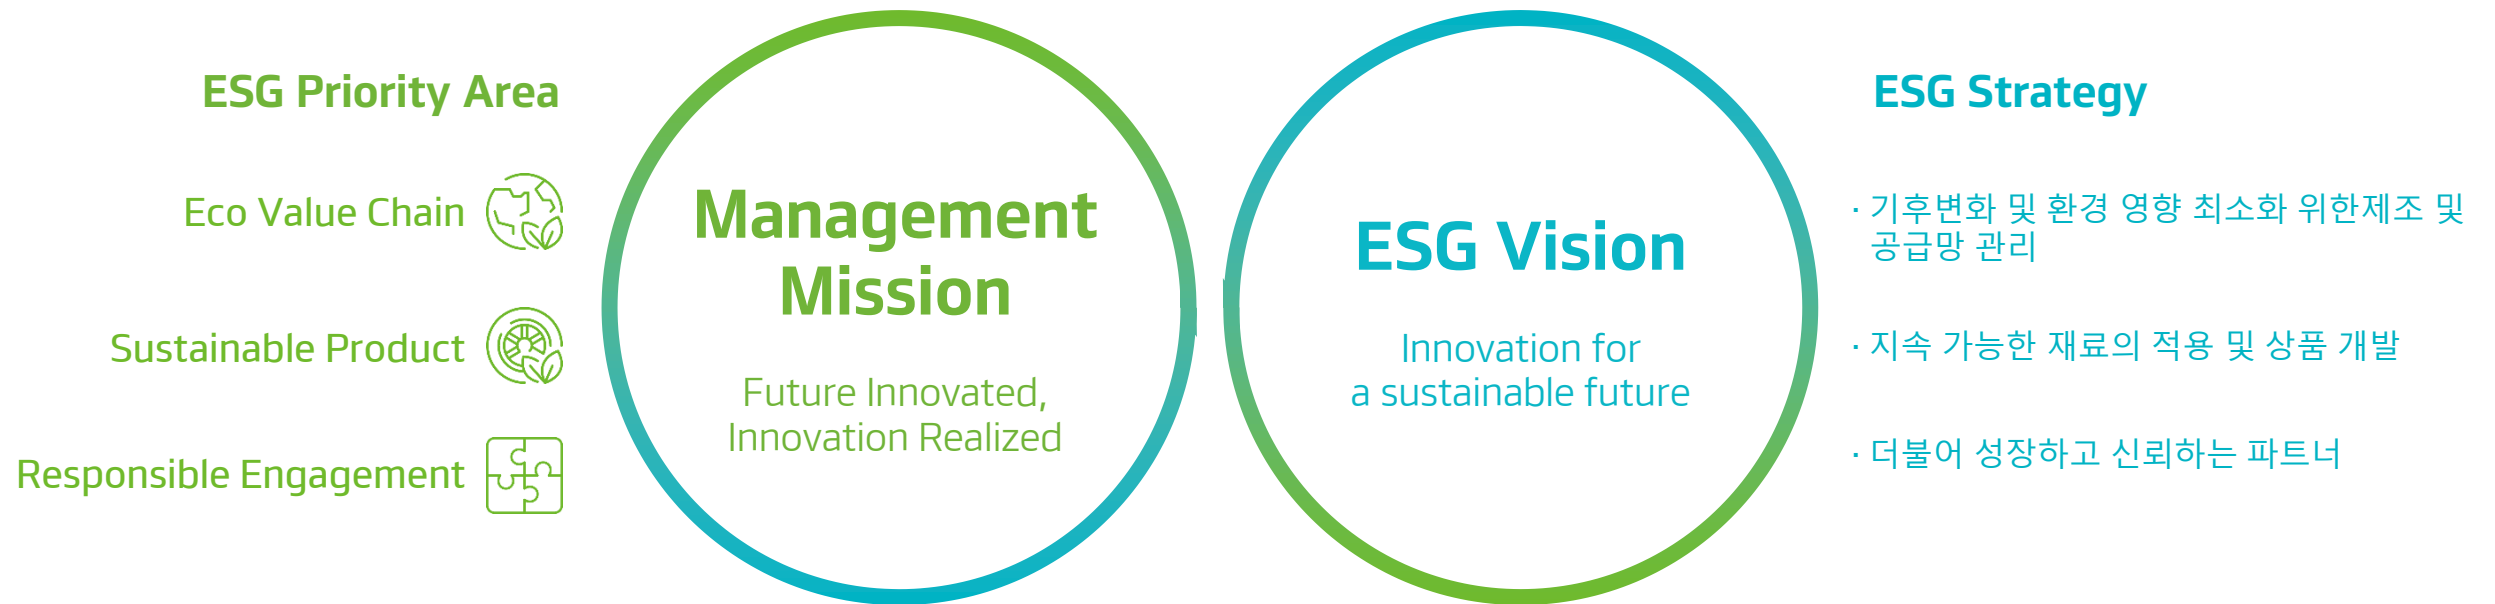 ESG Priority Area
Eco Value Chain
Sustainable Product
Responsible Engagement
Management
Mission
Future Innovated,
Innovation Realized
ESG Vision
Innovation for
a sustainable future
ESG Strategy
· 기후변화 및 환경 영향 최소화 위한제조 및
공급망 관리
· 지속 가능한 재료의 적용 및 상품 개발
· 더불어 성장하고 신뢰하는 파트너